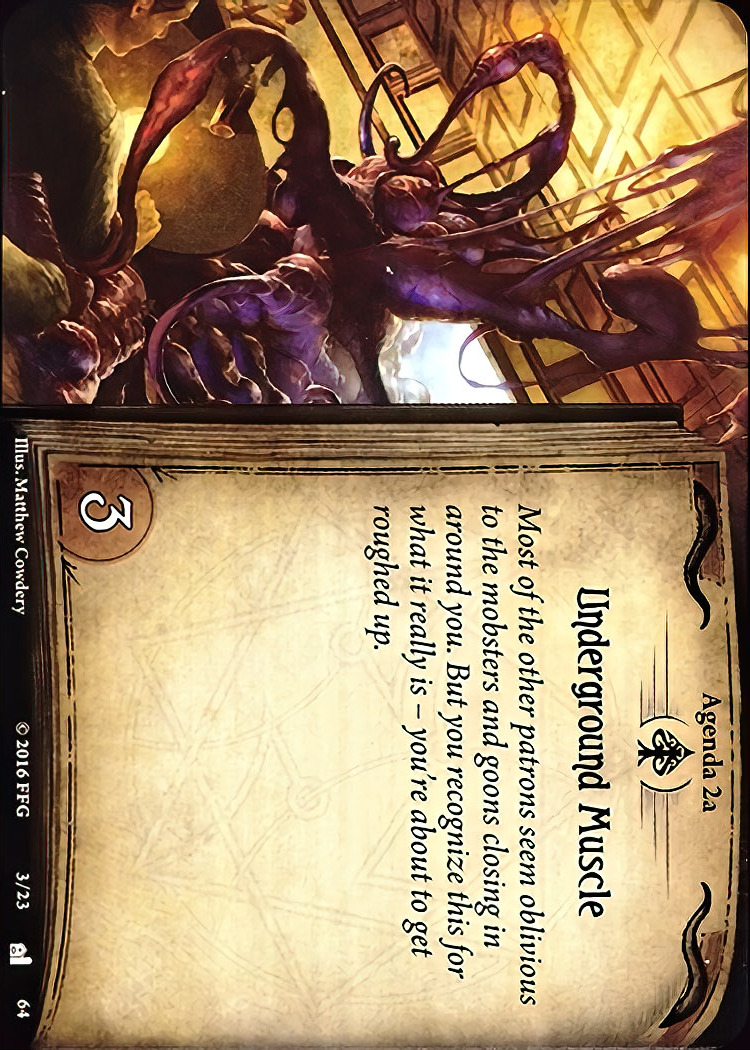 Agenda 2a
Underground Muscle
Most of the other patrons seem oblivious
to the mobsters and goons closing in
around you. But you recognize this for
what it really is – you’re about to get
roughed up.
3
Illus. Matthew Cowdery © 2016 FFG 3/23 64